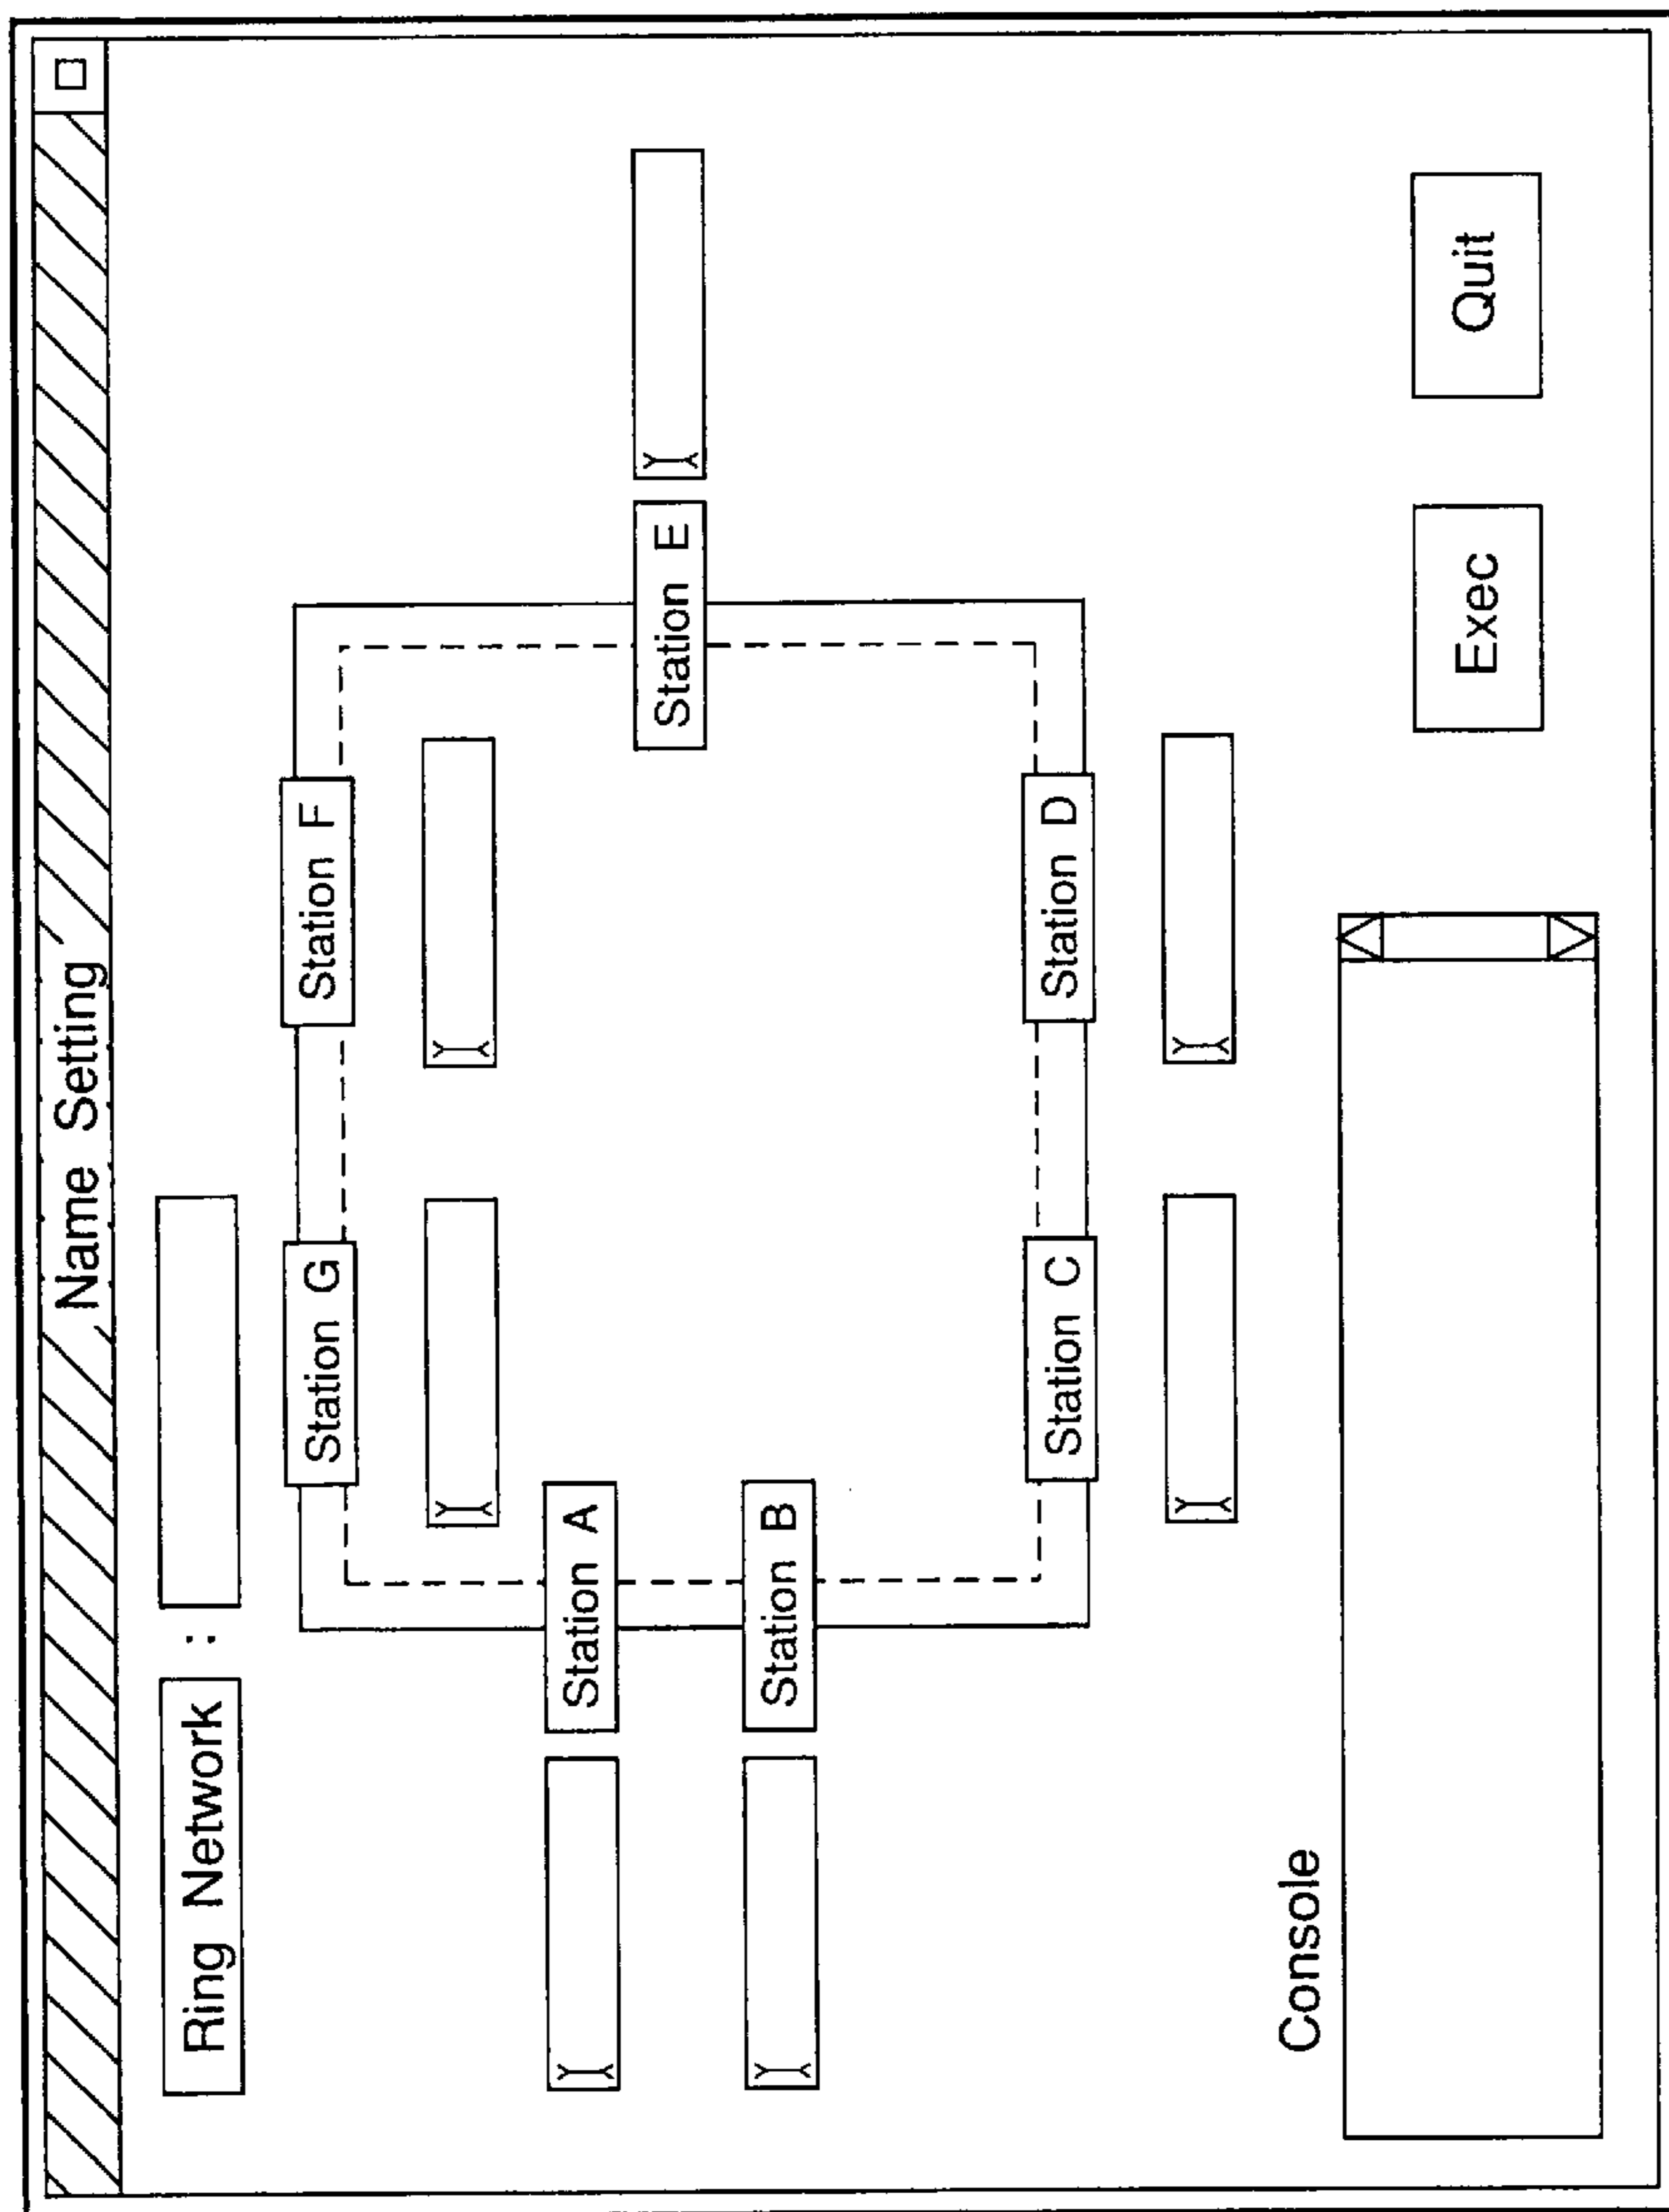 Name Setting
Ring Network :
Station G
Station F
Station A
Station E
Station B
Station C
Station D
Console
Exec
Quit